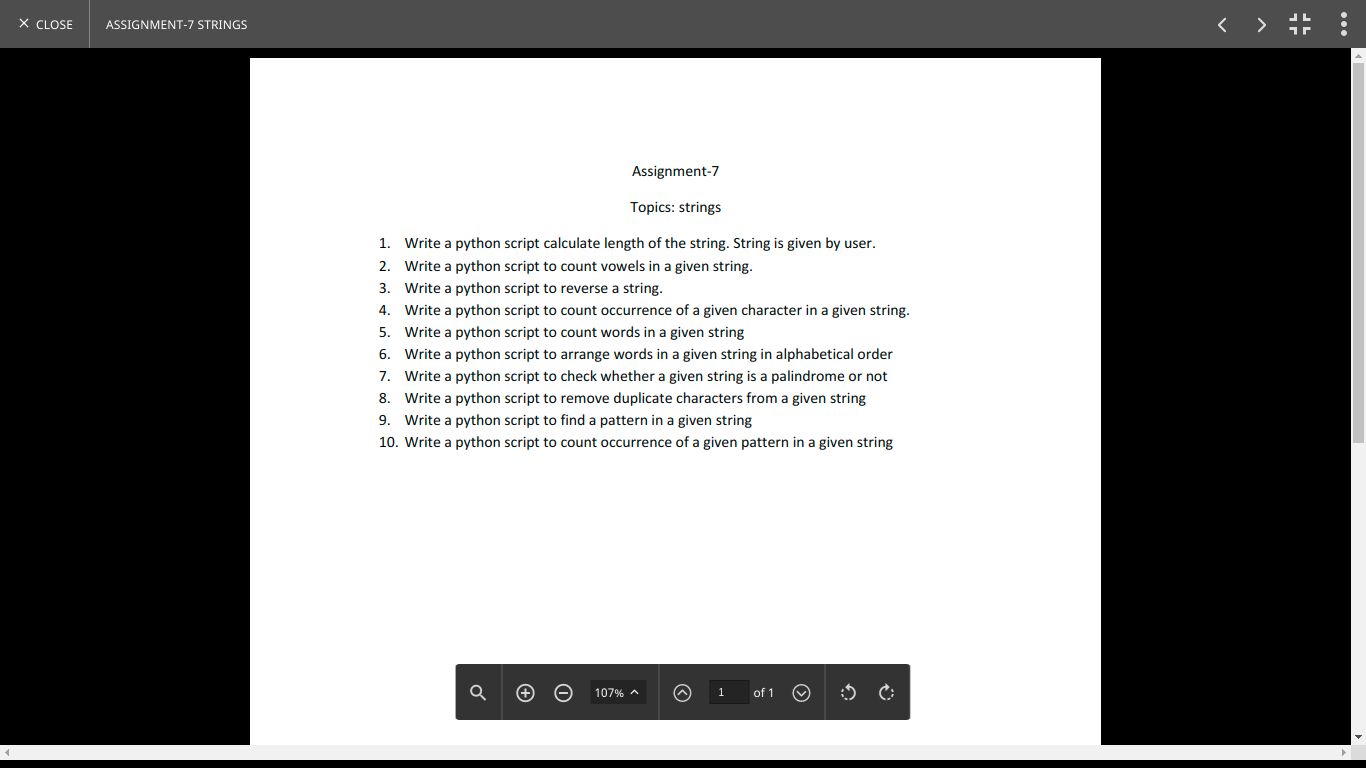 CLOSE ASSIGNMENT-7 STRINGS
Assignment-7
Topics: strings
1. Write a python script calculate length of the string. String is given by user.
2. Write a python script to count vowels in a given string.
3. Write a python script to reverse a string.
4. Write a python script to count occurrence of a given character in a given string.
5. Write a python script to count words in a given string
6. Write a python script to arrange words in a given string in alphabetical order
7. Write a python script to check whether a given string is a palindrome or not
8. Write a python script to remove duplicate characters from a given string
9. Write a python script to find a pattern in a given string
10. Write a python script to count occurrence of a given pattern in a given string
107% 1 of 1